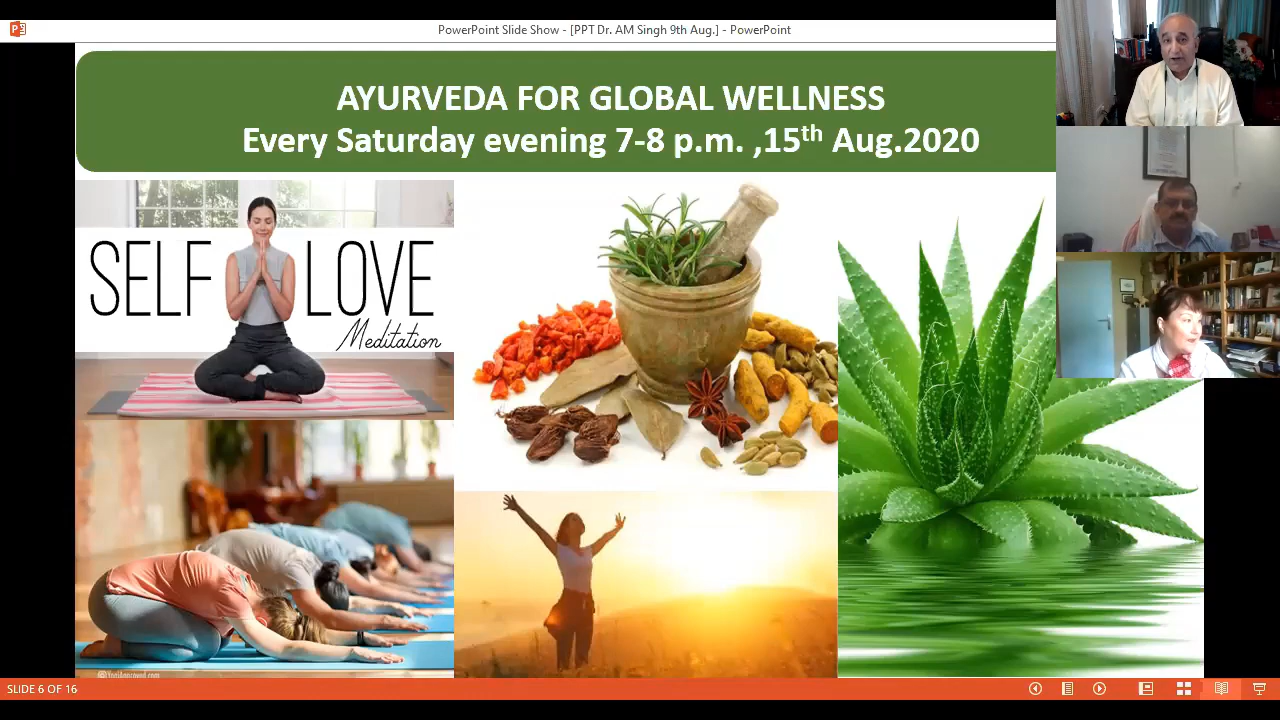 PowerPoint Slide Show - [PPT Dr. AM Singh 9th Aug.] - PowerPoint
AYURVEDA FOR GLOBAL WELLNESS
Every Saturday evening 7-8 p.m. ,15th Aug.2020
SELF LOVE
Meditation
SLIDE 6 OF 16